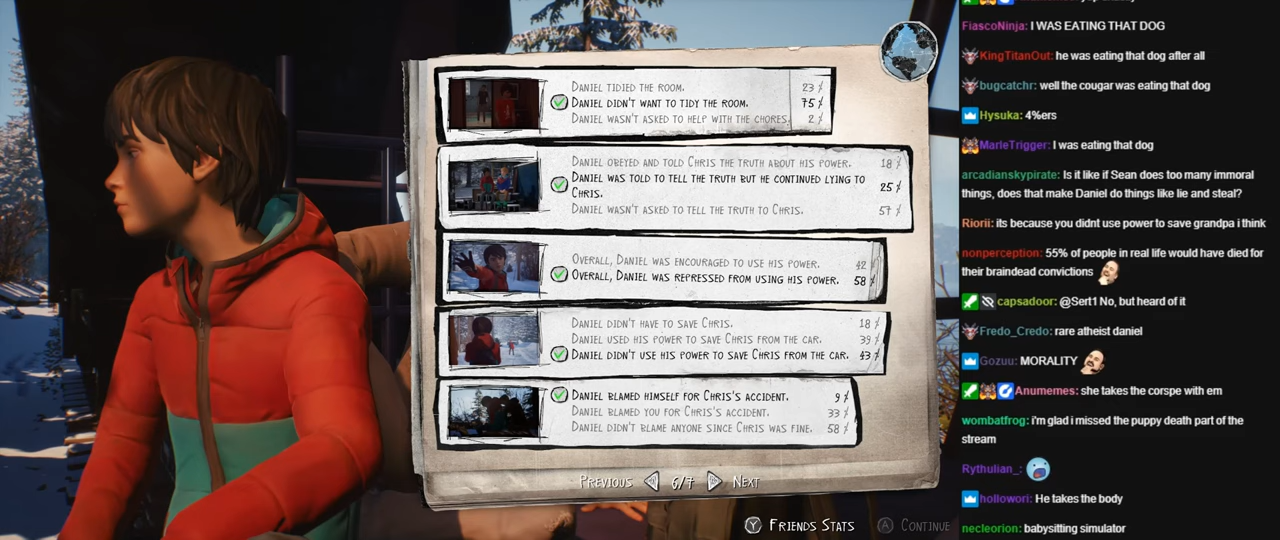 DANIEL TIDIED THE ROOM. 23 %
DANIEL DIDN'T WANT TO TIDY THE ROOM. 75 %
DANIEL WASN'T ASKED TO HELP WITH THE CHORES. 2 %
DANIEL OBEYED AND TOLD CHRIS THE TRUTH ABOUT HIS POWER. 18 %
DANIEL WAS TOLD TO TELL THE TRUTH BUT HE CONTINUED LYING TO
CHRIS. 25 %
DANIEL WASN'T ASKED TO TELL THE TRUTH TO CHRIS. 57 %
OVERALL, DANIEL WAS ENCOURAGED TO USE HIS POWER. 42 %
OVERALL, DANIEL WAS REPRESSED FROM USING HIS POWER. 58 %
DANIEL DIDN'T HAVE TO SAVE CHRIS. 18 %
DANIEL USED HIS POWER TO SAVE CHRIS FROM THE CAR. 39 %
DANIEL DIDN'T USE HIS POWER TO SAVE CHRIS FROM THE CAR. 43 %
DANIEL BLAMED HIMSELF FOR CHRIS'S ACCIDENT. 9 %
DANIEL BLAMED YOU FOR CHRIS'S ACCIDENT. 33 %
DANIEL DIDN'T BLAME ANYONE SINCE CHRIS WAS FINE. 58 %
PREVIOUS 6/7 NEXT
Y FRIENDS STATS A CONTINUE
FiascoNinja: I WAS EATING THAT DOG
KingTitanOut: he was eating that dog after all
bugcatchr: well the cougar was eating that dog
Hysuka: 4%ers
MarieTrigger: I was eating that dog
arcadianskypirate: Is it like if Sean does too many immoral
things, does that make Daniel do things like lie and steal?
Riorii: its because you didnt use power to save grandpa i think
nonperception: 55% of people in real life would have died for
their braindead convictions
capsadoor: @Sert1 No, but heard of it
Fredo_Credo: rare atheist daniel
Gozuu: MORALITY
Anumemes: she takes the corspe with em
wombatfrog: i'm glad i missed the puppy death part of the
stream
Rythulian_:
hollowori: He takes the body
necleorion: babysitting simulator